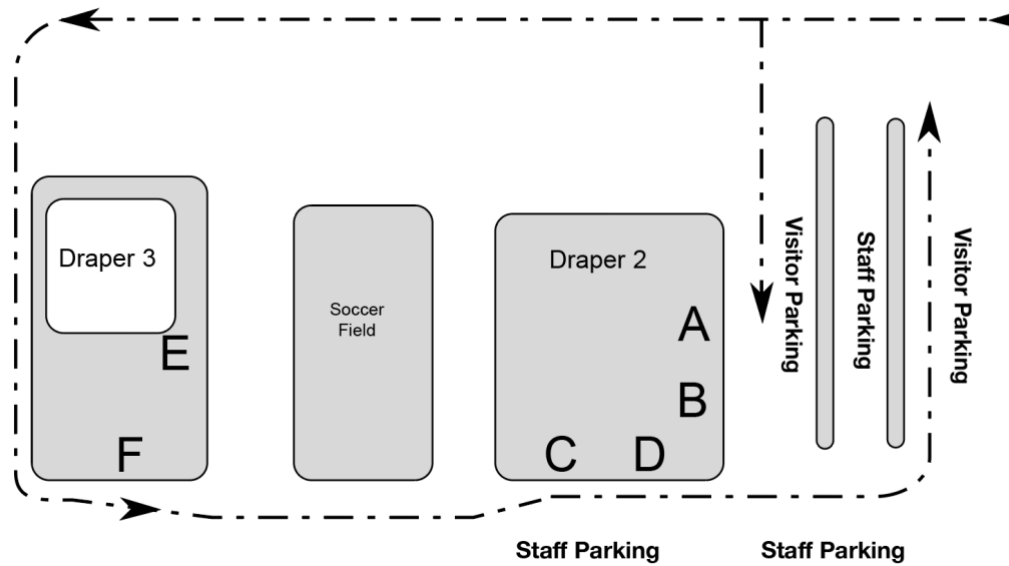 Draper 3
Draper 2
Soccer
Field
A
B
C
D
E
F
Visitor Parking
Staff Parking
Visitor Parking
Staff Parking
Staff Parking